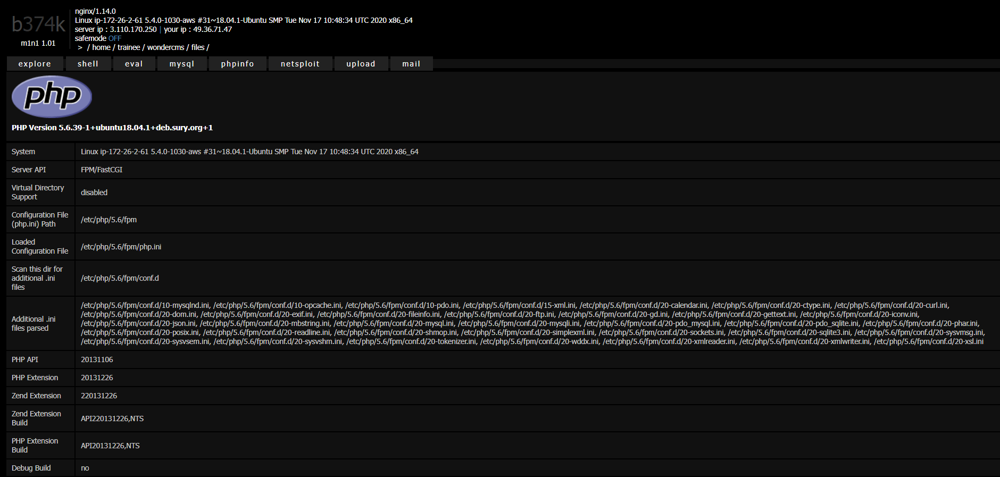 b374k
m1n1 1.01
nginx/1.14.0
Linux ip-172-26-2-61 5.4.0-1030-aws #31~18.04.1-Ubuntu SMP Tue Nov 17 10:48:34 UTC 2020 x86_64
server ip : 3.110.170.250 | your ip : 49.36.71.47
safemode OFF
> / home / trainee / wondercms / files /
explore shell eval mysql phpinfo netsploit upload mail
php
PHP Version 5.6.39-1+ubuntu18.04.1+deb.sury.org+1
System Linux ip-172-26-2-61 5.4.0-1030-aws #31~18.04.1-Ubuntu SMP Tue Nov 17 10:48:34 UTC 2020 x86_64
Server API FPM/FastCGI
Virtual Directory
Support
disabled
Configuration File
(php.ini) Path
/etc/php/5.6/fpm
Loaded
Configuration File
/etc/php/5.6/fpm/php.ini
Scan this dir for
additional .ini
files
/etc/php/5.6/fpm/conf.d
Additional .ini
files parsed
/etc/php/5.6/fpm/conf.d/10-mysqlnd.ini, /etc/php/5.6/fpm/conf.d/10-opcache.ini, /etc/php/5.6/fpm/conf.d/10-pdo.ini, /etc/php/5.6/fpm/conf.d/15-xml.ini, /etc/php/5.6/fpm/conf.d/20-calendar.ini, /etc/php/5.6/fpm/conf.d/20-ctype.ini, /etc/php/5.6/fpm/conf.d/20-curl.ini,
/etc/php/5.6/fpm/conf.d/20-dom.ini, /etc/php/5.6/fpm/conf.d/20-exif.ini, /etc/php/5.6/fpm/conf.d/20-fileinfo.ini, /etc/php/5.6/fpm/conf.d/20-ftp.ini, /etc/php/5.6/fpm/conf.d/20-gd.ini, /etc/php/5.6/fpm/conf.d/20-gettext.ini, /etc/php/5.6/fpm/conf.d/20-iconv.ini,
/etc/php/5.6/fpm/conf.d/20-json.ini, /etc/php/5.6/fpm/conf.d/20-mbstring.ini, /etc/php/5.6/fpm/conf.d/20-mysql.ini, /etc/php/5.6/fpm/conf.d/20-mysqli.ini, /etc/php/5.6/fpm/conf.d/20-pdo_mysql.ini, /etc/php/5.6/fpm/conf.d/20-pdo_sqlite.ini, /etc/php/5.6/fpm/conf.d/20-phar.ini,
/etc/php/5.6/fpm/conf.d/20-posix.ini, /etc/php/5.6/fpm/conf.d/20-readline.ini, /etc/php/5.6/fpm/conf.d/20-shmop.ini, /etc/php/5.6/fpm/conf.d/20-simplexml.ini, /etc/php/5.6/fpm/conf.d/20-sockets.ini, /etc/php/5.6/fpm/conf.d/20-sqlite3.ini, /etc/php/5.6/fpm/conf.d/20-sysvmsg.ini,
/etc/php/5.6/fpm/conf.d/20-sysvsem.ini, /etc/php/5.6/fpm/conf.d/20-sysvshm.ini, /etc/php/5.6/fpm/conf.d/20-tokenizer.ini, /etc/php/5.6/fpm/conf.d/20-wddx.ini, /etc/php/5.6/fpm/conf.d/20-xmlreader.ini, /etc/php/5.6/fpm/conf.d/20-xmlwriter.ini, /etc/php/5.6/fpm/conf.d/20-xsl.ini
PHP API 20131106
PHP Extension 20131226
Zend Extension 220131226
Zend Extension
Build
API220131226,NTS
PHP Extension
Build
API20131226,NTS
Debug Build no